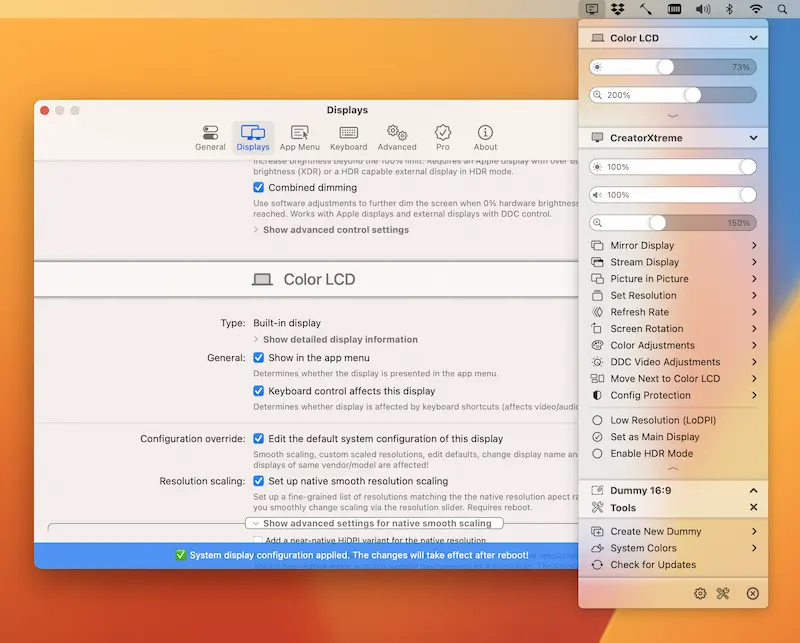 Displays
General
Displays
App Menu
Keyboard
Advanced
Pro
About
increase brightness beyond the 100% limit. Requires an Apple display with over 6
brightness (XDR) or a HDR capable external display in HDR mode.
Combined dimming
Use software adjustments to further dim the screen when 0% hardware brightness
reached. Works with Apple displays and external displays with DDC control.
Show advanced control settings
Color LCD
Type: Built-in display
Show detailed display information
General: Show in the app menu
Determines whether the display is presented in the app menu.
Keyboard control affects this display
Determines whether display is affected by keyboard shortcuts (affects video/audio
Configuration override: Edit the default system configuration of this display
Smooth scaling, custom scaled resolutions, edit defaults, change display name an
displays of same vendor/model are affected!
Resolution scaling: Set up native smooth resolution scaling
Set up a fine-grained list of resolutions matching the the native resolution apect ra
you smoothly change scaling via the resolution slider. Requires reboot.
Show advanced settings for native smooth scaling
Add a near-native HiDPI variant for the native resolution
✅ System display configuration applied. The changes will take effect after reboot!
Color LCD
73%
200%
CreatorXtreme
100%
100%
150%
Mirror Display
Stream Display
Picture in Picture
Set Resolution
Refresh Rate
Screen Rotation
Color Adjustments
DDC Video Adjustments
Move Next to Color LCD
Config Protection
Low Resolution (LoDPI)
Set as Main Display
Enable HDR Mode
Dummy 16:9
Tools
Create New Dummy
System Colors
Check for Updates